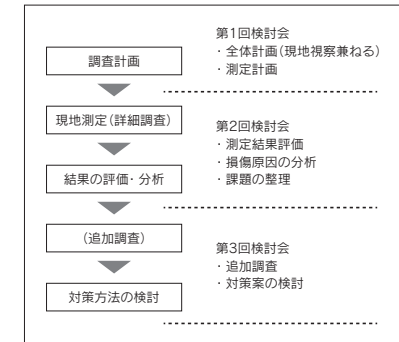 第1回検討会
・全体計画(現地視察兼ねる)
・測定計画
調査計画
現地測定(詳細調査)
第2回検討会
・測定結果評価
・損傷原因の分析
・課題の整理
結果の評価・分析
(追加調査)
第3回検討会
・追加調査
・対策案の検討
対策方法の検討